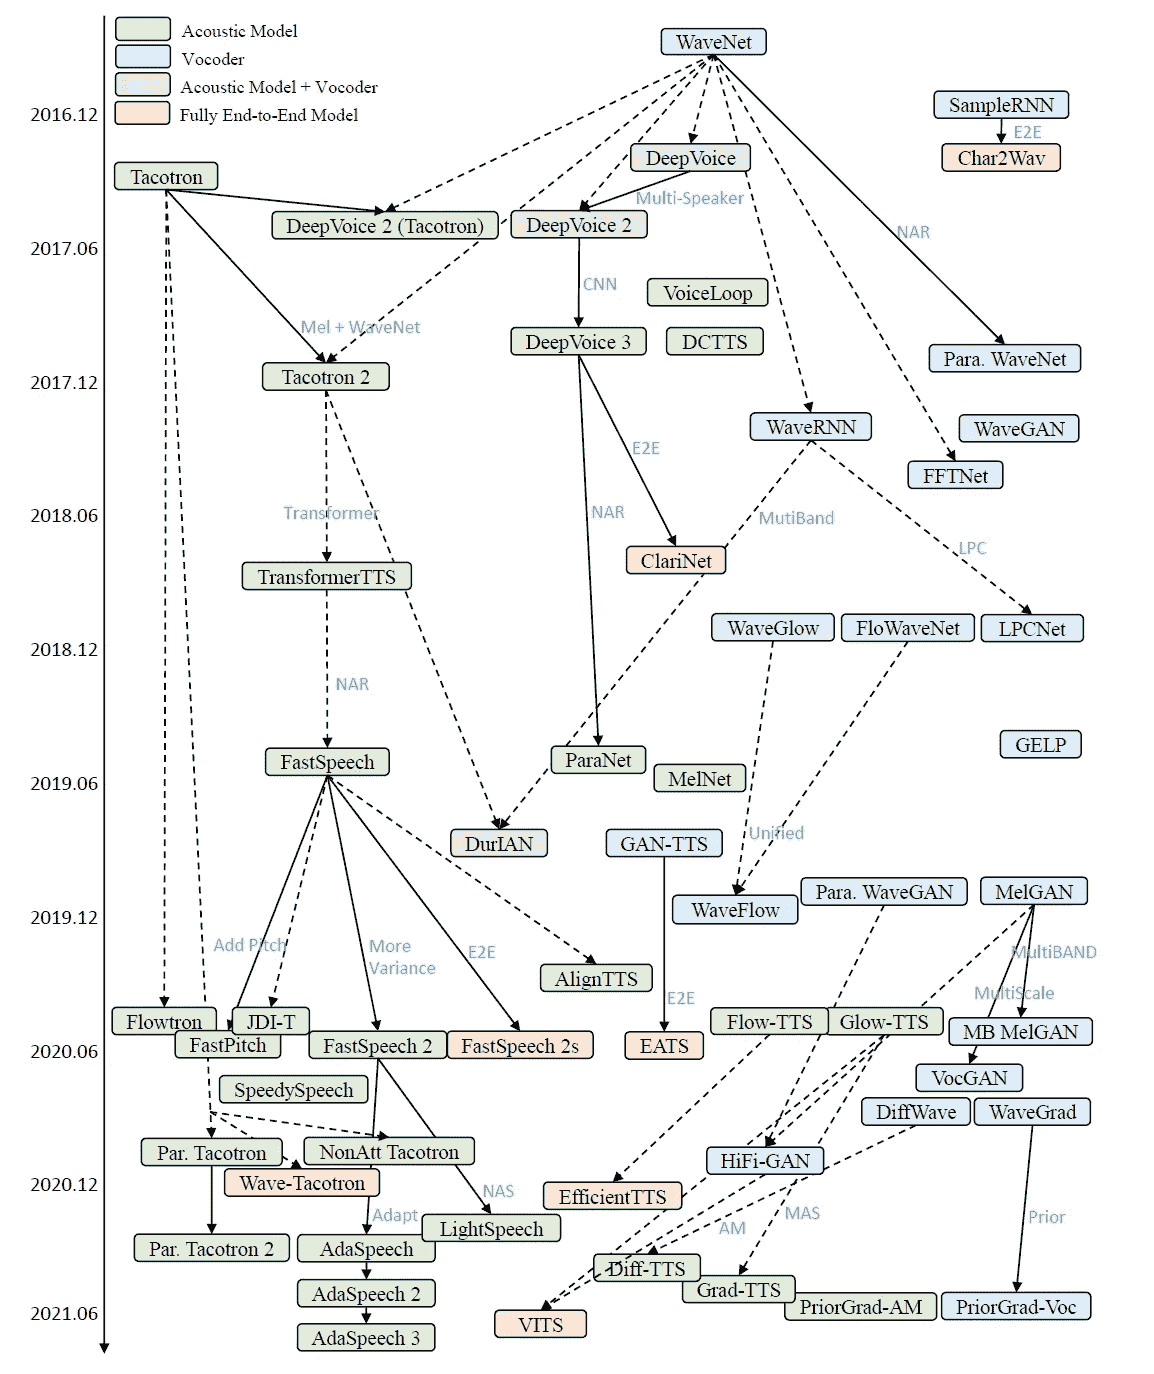 Acoustic Model
Vocoder
Acoustic Model + Vocoder
Fully End-to-End Model
WaveNet
SampleRNN
2016.12
E2E
Char2Wav
DeepVoice
Tacotron
Multi-Speaker
DeepVoice 2 (Tacotron)
DeepVoice 2
NAR
2017.06
CNN
VoiceLoop
Mel + WaveNet
DeepVoice 3
DCTTS
Para. WaveNet
Tacotron 2
2017.12
WaveRNN
WaveGAN
E2E
FFTNet
Transformer
NAR
MutiBand
2018.06
LPC
ClariNet
TransformerTTS
WaveGlow
FloWaveNet
LPCNet
2018.12
NAR
GELP
FastSpeech
ParaNet
MelNet
2019.06
Unified
DurIAN
GAN-TTS
Para. WaveGAN
MelGAN
WaveFlow
2019.12
Add Pitch
More
Variance
E2E
MultiBAND
AlignTTS
MultiScale
E2E
Flowtron
JDI-T
Flow-TTS
Glow-TTS
MB MelGAN
FastPitch
FastSpeech 2
FastSpeech 2s
EATS
2020.06
VocGAN
SpeedySpeech
DiffWave
WaveGrad
Par. Tacotron
NonAtt Tacotron
HiFi-GAN
Wave-Tacotron
2020.12
NAS
EfficientTTS
Adapt
MAS
Prior
LightSpeech
AM
Par. Tacotron 2
AdaSpeech
Diff-TTS
Grad-TTS
AdaSpeech 2
PriorGrad-AM
PriorGrad-Voc
2021.06
VITS
AdaSpeech 3